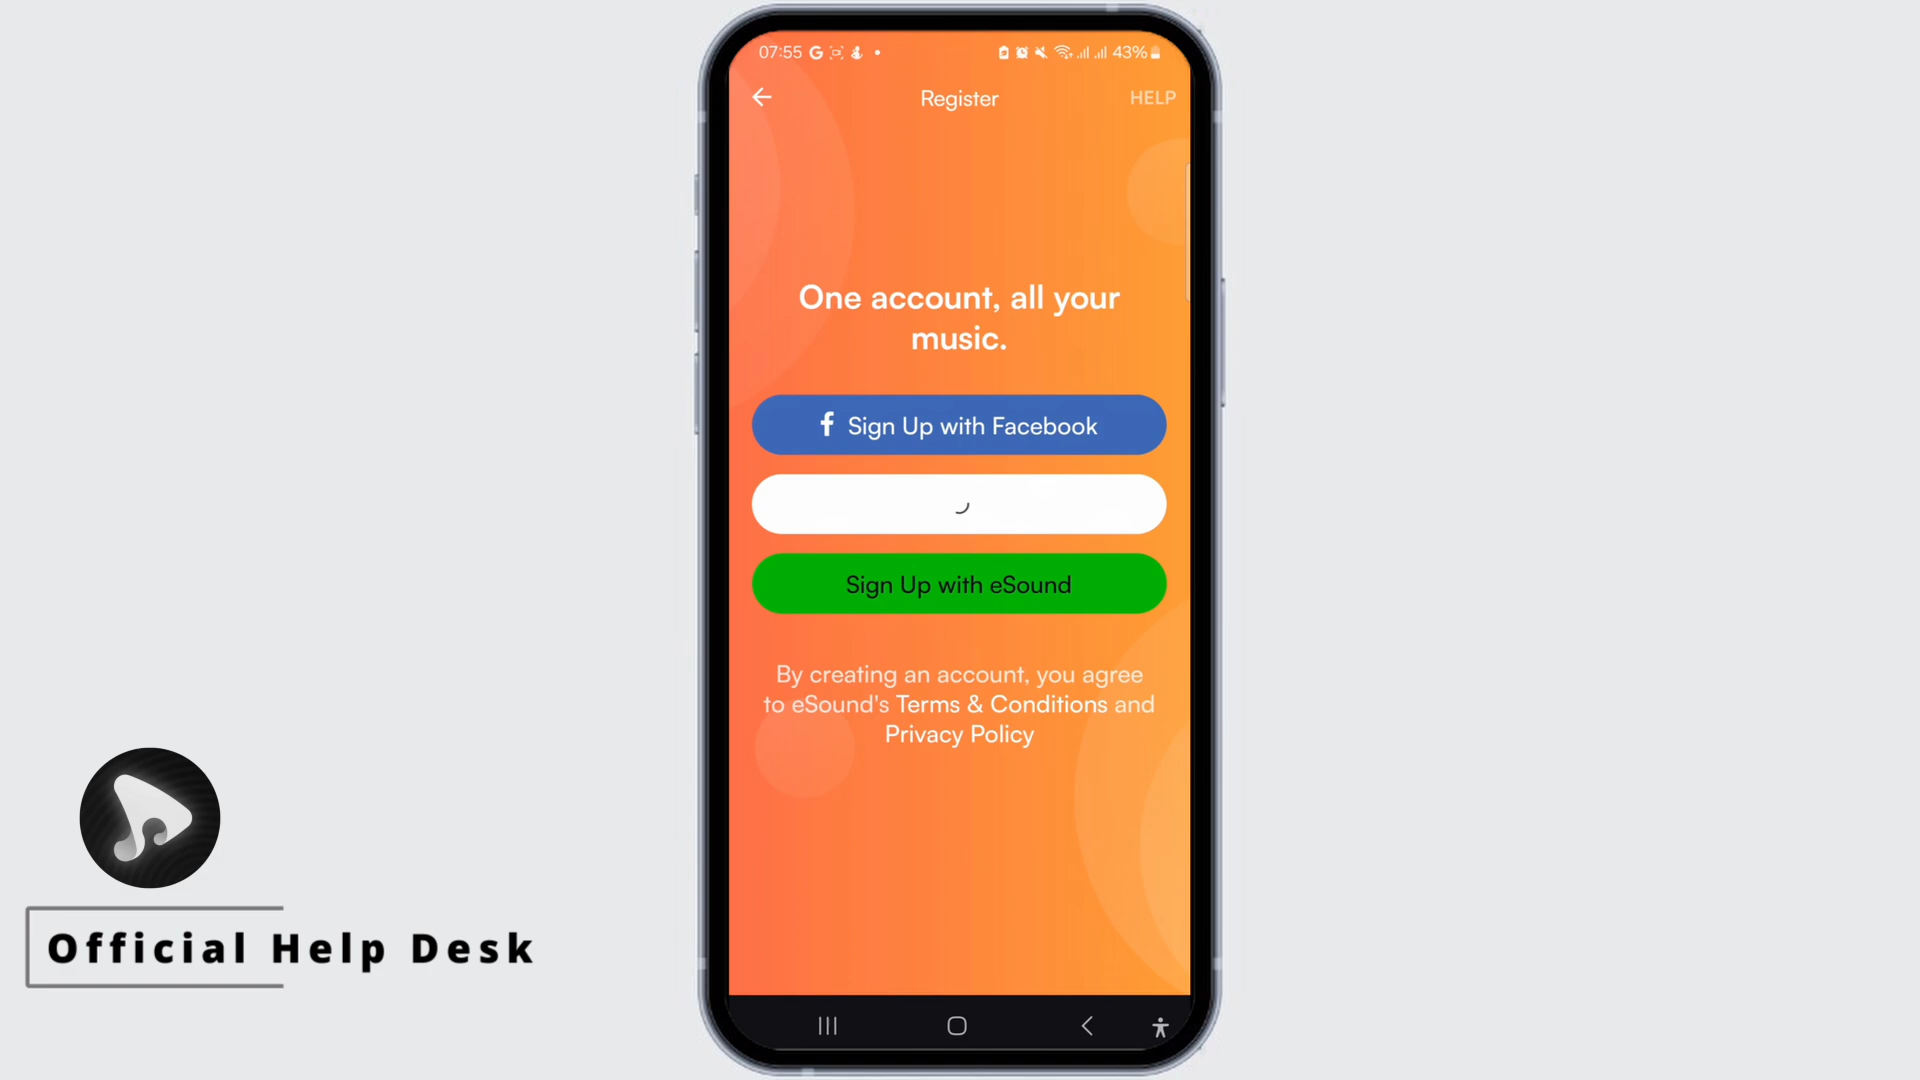 07:55 G 43%
Register
HELP
One account, all your
music.
f Sign Up with Facebook
Sign Up with eSound
By creating an account, you agree
to eSound's Terms & Conditions and
Privacy Policy
Official Help Desk